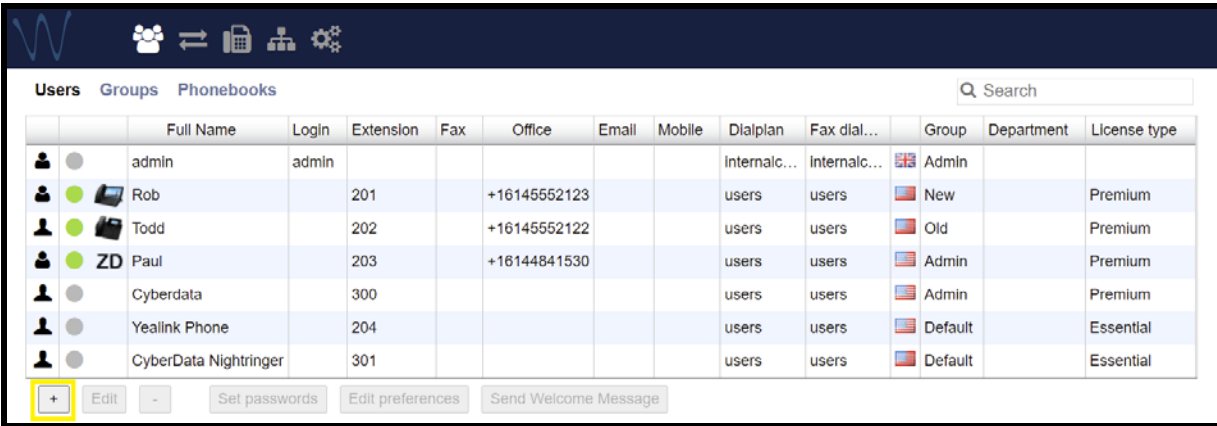 Users Groups Phonebooks Search
Full Name Login Extension Fax Office Email Mobile Dialplan Fax dial... Group Department License type
admin admin internalc... internalc... Admin
Rob 201 +16145552123 users users New Premium
Todd 202 +16145552122 users users Old Premium
ZD Paul 203 +16144841530 users users Admin Premium
Cyberdata 300 users users Admin Premium
Yealink Phone 204 users users Default Essential
CyberData Nightringer 301 users users Default Essential
+ Edit - Set passwords Edit preferences Send Welcome Message